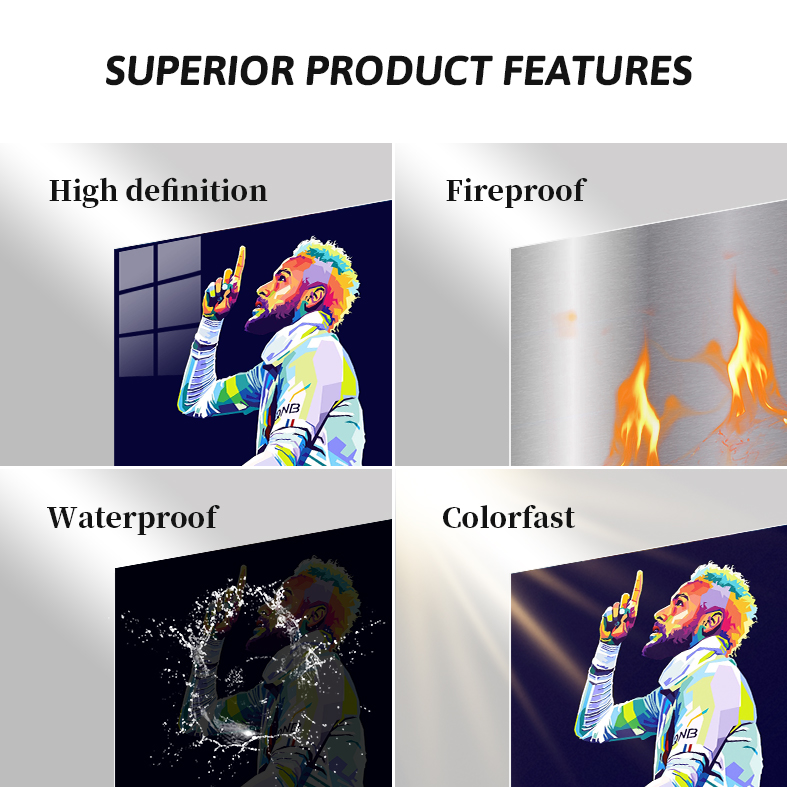 SUPERIOR PRODUCT FEATURES
High definition
Fireproof
Waterproof
Colorfast